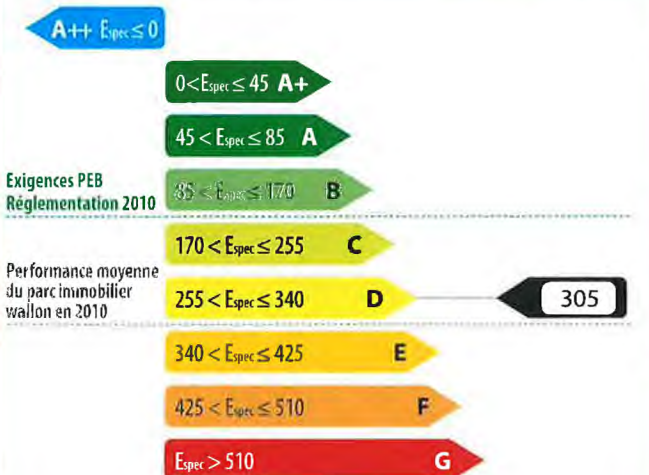 A++ Espec ≤ 0
0 < Espec ≤ 45 A+
45 < Espec ≤ 85 A
Exigences PEB
Réglementation 2010
85 < Espec ≤ 170 B
170 < Espec ≤ 255 C
Performance moyenne
du parc immobilier
wallon en 2010
255 < Espec ≤ 340 D
305
340 < Espec ≤ 425 E
425 < Espec ≤ 510 F
Espec > 510 G